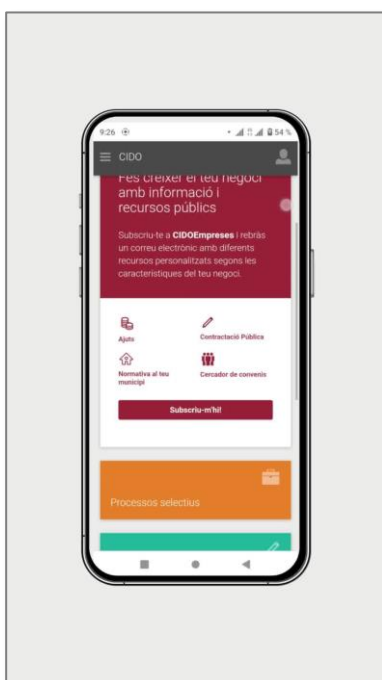 9:26
54 %
CIDO
Fes créixer el teu negoci
amb informació i
recursos públics
Subscriu-te a CIDOEmpreses i rebràs
un correu electrònic amb diferents
recursos personalitzats segons les
característiques del teu negoci.
Ajuts
Contractació Pública
Normativa al teu
municipi
Cercador de convenis
Subscriu-m'hi!
Processos selectius